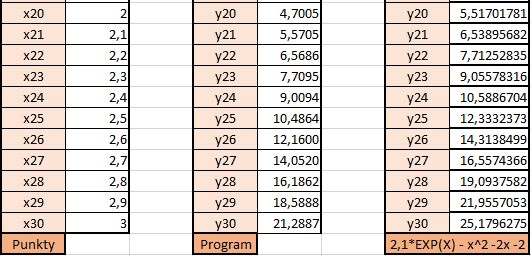 x20 2 y20 4,7005 y20 5,51701781
x21 2,1 y21 5,5705 y21 6,53895682
x22 2,2 y22 6,5686 y22 7,71252835
x23 2,3 y23 7,7095 y23 9,05578316
x24 2,4 y24 9,0094 y24 10,5886704
x25 2,5 y25 10,4864 y25 12,3332373
x26 2,6 y26 12,1600 y26 14,3138499
x27 2,7 y27 14,0520 y27 16,5574366
x28 2,8 y28 16,1862 y28 19,0937582
x29 2,9 y29 18,5888 y29 21,9557053
x30 3 y30 21,2887 y30 25,1796275
Punkty Program 2,1*EXP(X) - x^2 -2x -2